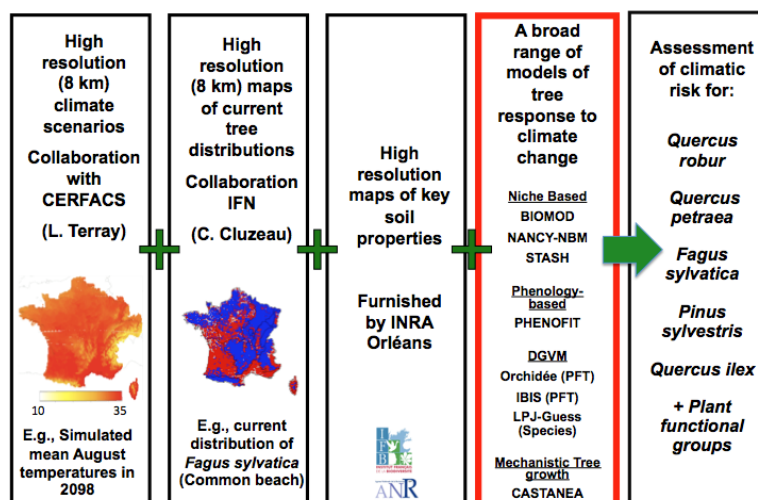 High
resolution
(8 km)
climate
scenarios
Collaboration
with
CERFACS
(L. Terray)
10
35
E.g., Simulated
mean August
temperatures in
2098
High
resolution
(8 km) maps
of current
tree
distributions
Collaboration
IFN
(C. Cluzeau)
E.g., current
distribution of
Fagus sylvatica
(Common beach)
High
resolution
maps of key
soil
properties
Furnished
by INRA
Orléans
IFB
INSTITUT FRANÇAIS
ANR
A broad
range of
models of
tree
response to
climate
change
Niche Based
BIOMOD
NANCY-NBM
STASH
Phenology-
based
PHENOFIT
DGVM
Orchidée (PFT)
IBIS (PFT)
LPJ-Guess
(Species)
Mechanistic Tree
growth
CASTANEA
Assessment
of climatic
risk for:
Quercus
robur
Quercus
petraea
Fagus
sylvatica
Pinus
sylvestris
Quercus ilex
+ Plant
functional
groups